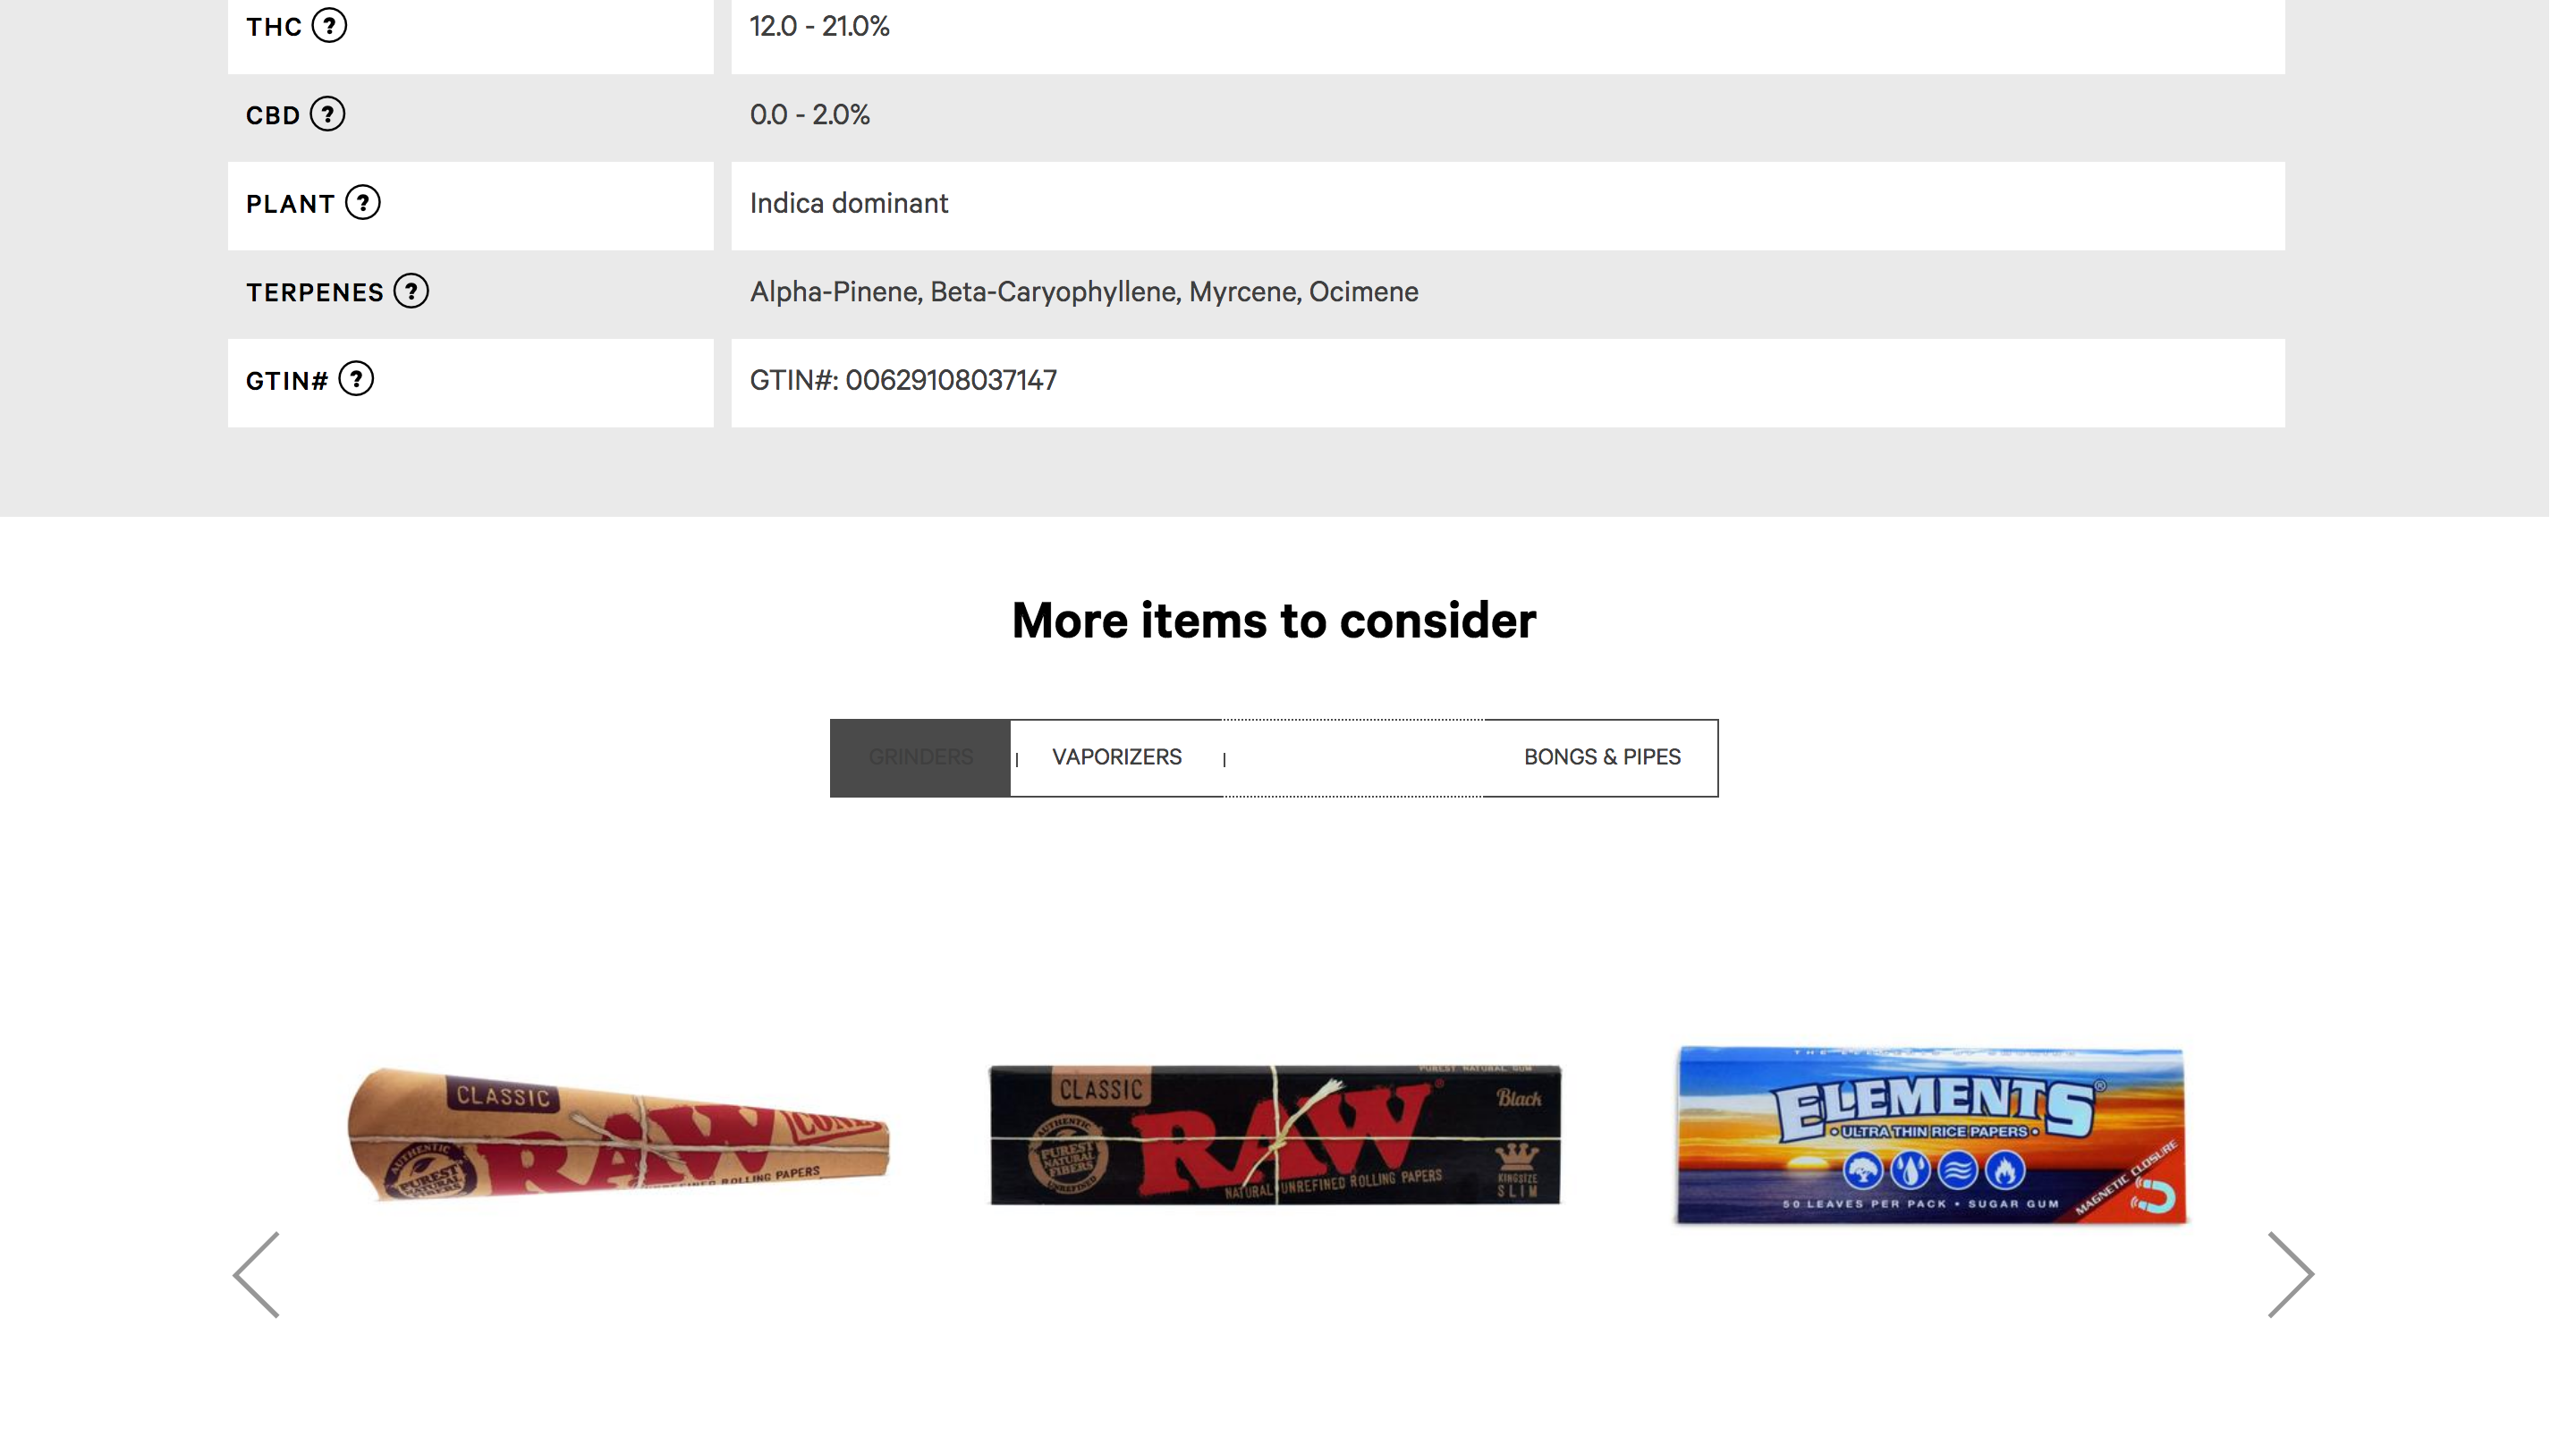 THC ? 12.0 - 21.0%
CBD ? 0.0 - 2.0%
PLANT ? Indica dominant
TERPENES ? Alpha-Pinene, Beta-Caryophyllene, Myrcene, Ocimene
GTIN# ? GTIN#: 00629108037147
More items to consider
GRINDERS | VAPORIZERS | BONGS & PIPES
CLASSIC
RAW
CONE
AUTHENTIC
PUREST
NATURAL
FIBERS
ROLLING PAPERS
PUREST NATURAL GUM
CLASSIC
Black
RAW®
AUTHENTIC
PUREST
NATURAL
FIBERS
UNREFINED
NATURAL UNREFINED ROLLING PAPERS
KINGSIZE
SLIM
ELEMENTS®
• ULTRA THIN RICE PAPERS •
50 LEAVES PER PACK • SUGAR GUM
MAGNETIC CLOSURE